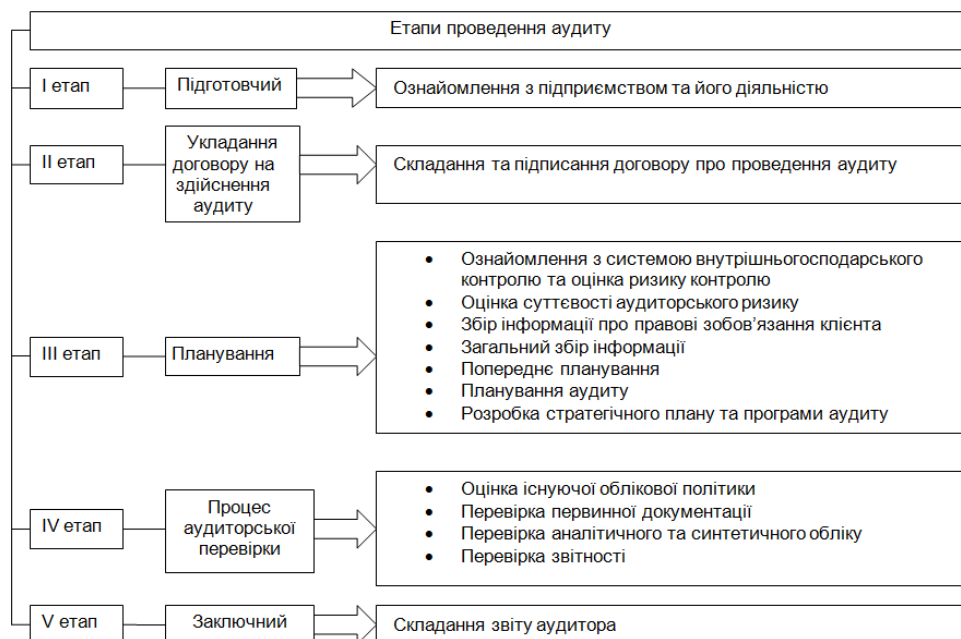 Етапи проведення аудиту
І етап
Підготовчий
Ознайомлення з підприємством та його діяльністю
ІІ етап
Укладання
договору на
здійснення
аудиту
Складання та підписання договору про проведення аудиту
ІІІ етап
Планування
• Ознайомлення з системою внутрішньогосподарського
контролю та оцінка ризику контролю
• Оцінка суттєвості аудиторського ризику
• Збір інформації про правові зобов’язання клієнта
• Загальний збір інформації
• Попереднє планування
• Планування аудиту
• Розробка стратегічного плану та програми аудиту
IV етап
Процес
аудиторської
перевірки
• Оцінка існуючої облікової політики
• Перевірка первинної документації
• Перевірка аналітичного та синтетичного обліку
• Перевірка звітності
V етап
Заключний
Складання звіту аудитора